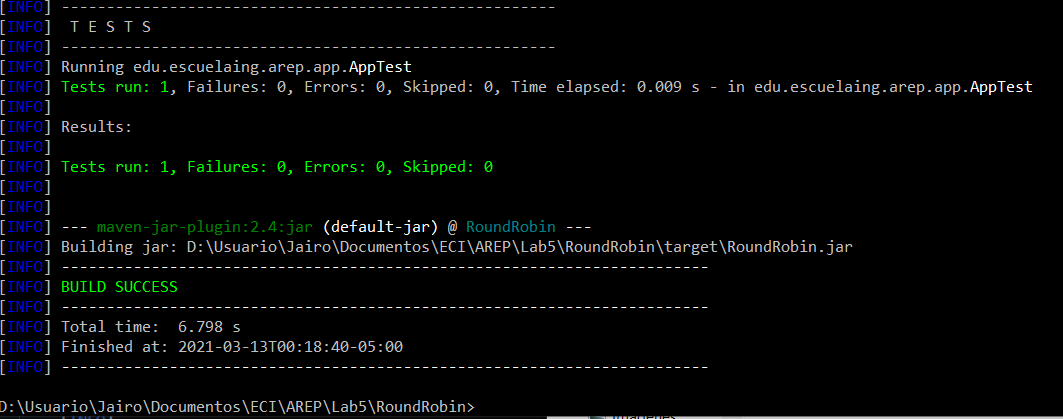 [INFO] -------------------------------------------------------
[INFO]  T E S T S
[INFO] -------------------------------------------------------
[INFO] Running edu.escuelaing.arep.app.AppTest
[INFO] Tests run: 1, Failures: 0, Errors: 0, Skipped: 0, Time elapsed: 0.009 s - in edu.escuelaing.arep.app.AppTest
[INFO]
[INFO] Results:
[INFO]
[INFO] Tests run: 1, Failures: 0, Errors: 0, Skipped: 0
[INFO]
[INFO]
[INFO] --- maven-jar-plugin:2.4:jar (default-jar) @ RoundRobin ---
[INFO] Building jar: D:\Usuario\Jairo\Documentos\ECI\AREP\Lab5\RoundRobin\target\RoundRobin.jar
[INFO] ------------------------------------------------------------------------
[INFO] BUILD SUCCESS
[INFO] ------------------------------------------------------------------------
[INFO] Total time:  6.798 s
[INFO] Finished at: 2021-03-13T00:18:40-05:00
[INFO] ------------------------------------------------------------------------
D:\Usuario\Jairo\Documentos\ECI\AREP\Lab5\RoundRobin>